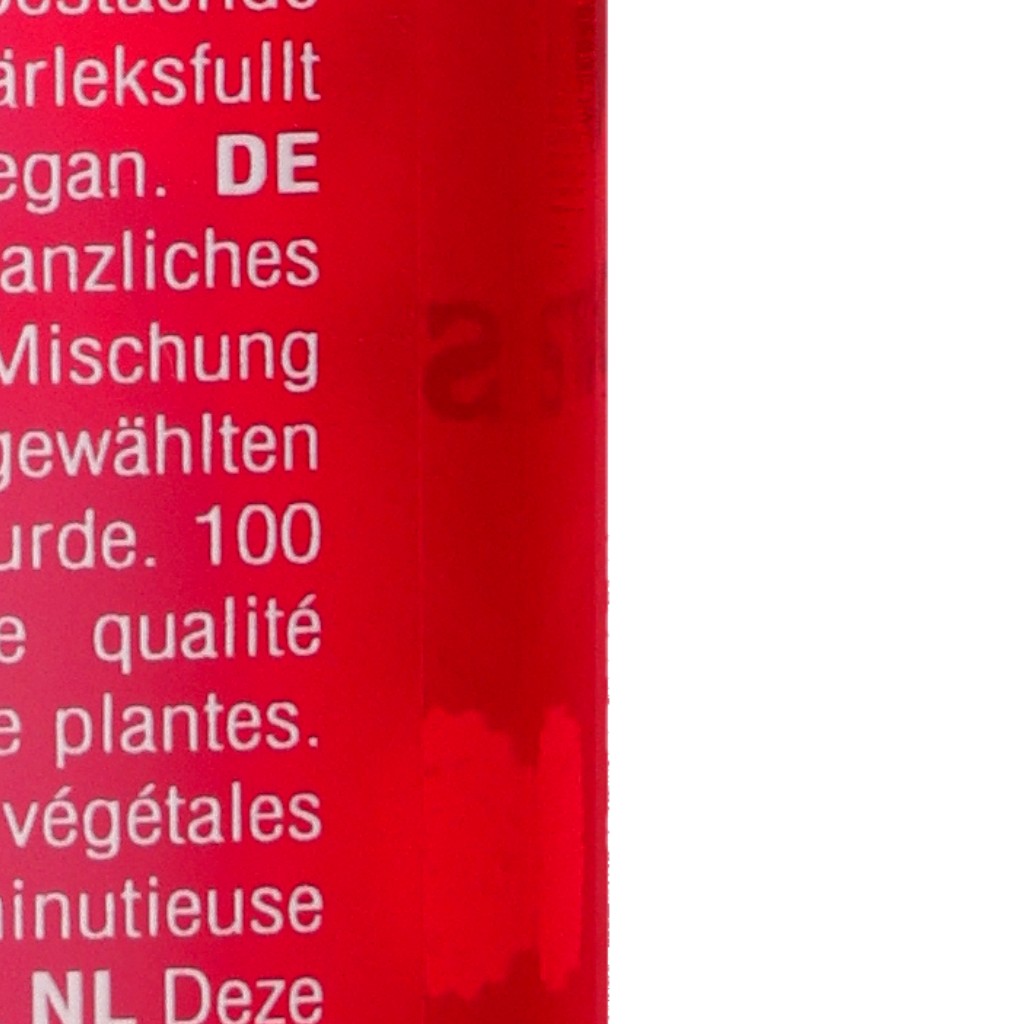 ärleksfullt
egan. DE
anzliches
Mischung
gewählten
urde. 100
e qualité
e plantes.
végétales
inutieuse
NL Deze